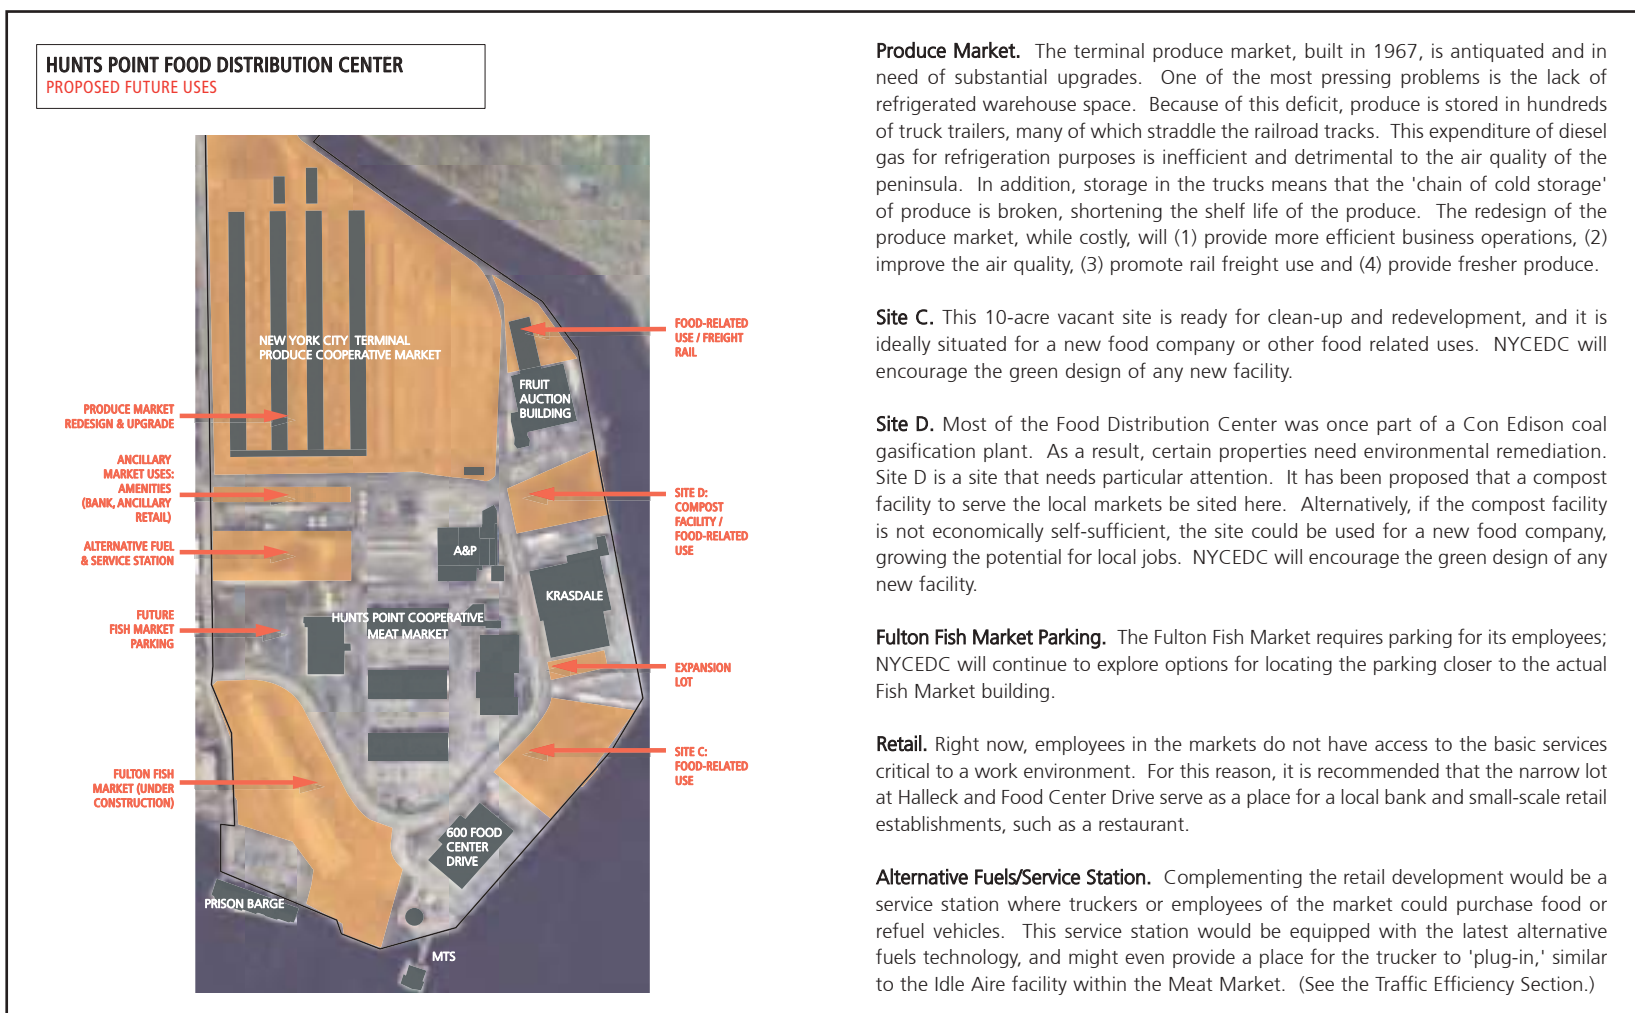 HUNTS POINT FOOD DISTRIBUTION CENTER
PROPOSED FUTURE USES
NEW YORK CITY TERMINAL
PRODUCE COOPERATIVE MARKET
FRUIT
AUCTION
BUILDING
A&P
KRASDALE
HUNTS POINT COOPERATIVE
MEAT MARKET
600 FOOD
CENTER
DRIVE
PRISON BARGE
MTS
PRODUCE MARKET
REDESIGN & UPGRADE
ANCILLARY
MARKET USES:
AMENITIES
(BANK, ANCILLARY
RETAIL)
ALTERNATIVE FUEL
& SERVICE STATION
FUTURE
FISH MARKET
PARKING
FULTON FISH
MARKET (UNDER
CONSTRUCTION)
FOOD-RELATED
USE / FREIGHT
RAIL
SITE D:
COMPOST
FACILITY /
FOOD-RELATED
USE
EXPANSION
LOT
SITE C:
FOOD-RELATED
USE
Produce Market. The terminal produce market, built in 1967, is antiquated and in
need of substantial upgrades. One of the most pressing problems is the lack of
refrigerated warehouse space. Because of this deficit, produce is stored in hundreds
of truck trailers, many of which straddle the railroad tracks. This expenditure of diesel
gas for refrigeration purposes is inefficient and detrimental to the air quality of the
peninsula. In addition, storage in the trucks means that the 'chain of cold storage'
of produce is broken, shortening the shelf life of the produce. The redesign of the
produce market, while costly, will (1) provide more efficient business operations, (2)
improve the air quality, (3) promote rail freight use and (4) provide fresher produce.
Site C. This 10-acre vacant site is ready for clean-up and redevelopment, and it is
ideally situated for a new food company or other food related uses. NYCEDC will
encourage the green design of any new facility.
Site D. Most of the Food Distribution Center was once part of a Con Edison coal
gasification plant. As a result, certain properties need environmental remediation.
Site D is a site that needs particular attention. It has been proposed that a compost
facility to serve the local markets be sited here. Alternatively, if the compost facility
is not economically self-sufficient, the site could be used for a new food company,
growing the potential for local jobs. NYCEDC will encourage the green design of any
new facility.
Fulton Fish Market Parking. The Fulton Fish Market requires parking for its employees;
NYCEDC will continue to explore options for locating the parking closer to the actual
Fish Market building.
Retail. Right now, employees in the markets do not have access to the basic services
critical to a work environment. For this reason, it is recommended that the narrow lot
at Halleck and Food Center Drive serve as a place for a local bank and small-scale retail
establishments, such as a restaurant.
Alternative Fuels/Service Station. Complementing the retail development would be a
service station where truckers or employees of the market could purchase food or
refuel vehicles. This service station would be equipped with the latest alternative
fuels technology, and might even provide a place for the trucker to 'plug-in,' similar
to the Idle Aire facility within the Meat Market. (See the Traffic Efficiency Section.)